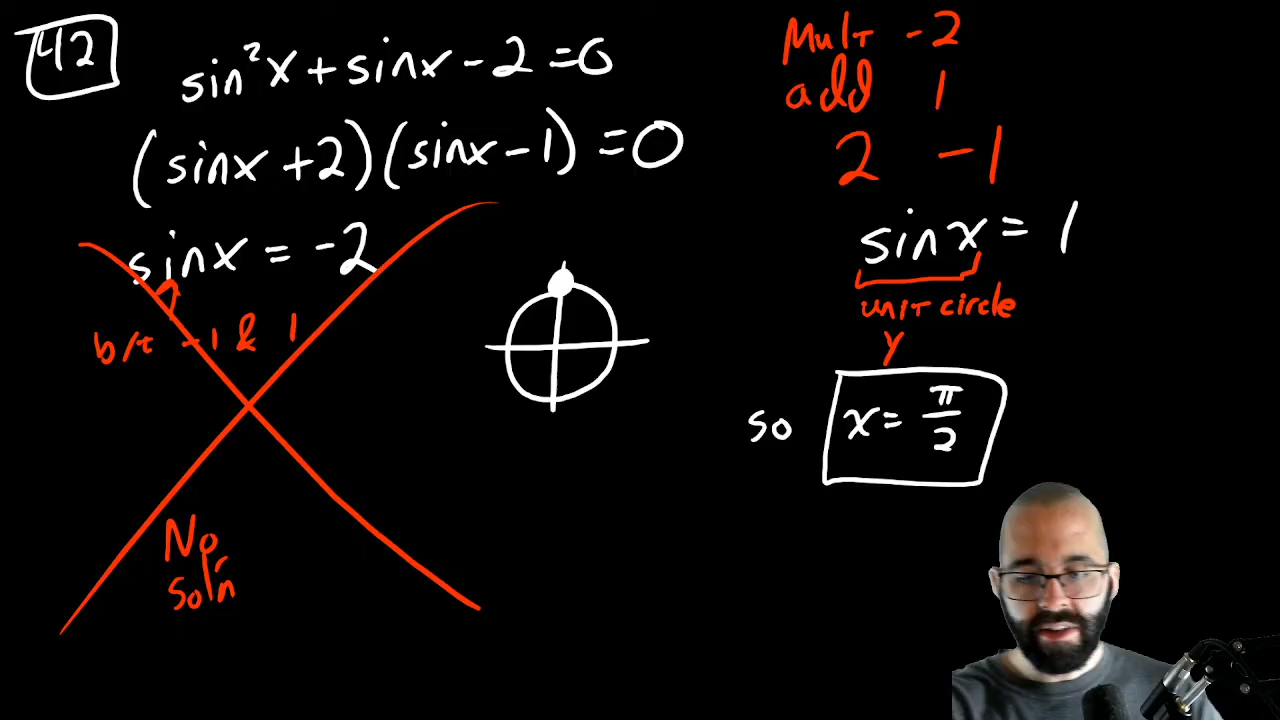 42
sin²x + sinx - 2 = 0
(sinx + 2)(sinx - 1) = 0
sinx = -2
b/t -1 & 1
No
Sol'n
Mult -2
add 1
2 -1
sinx = 1
unit circle
y
so x = π/2